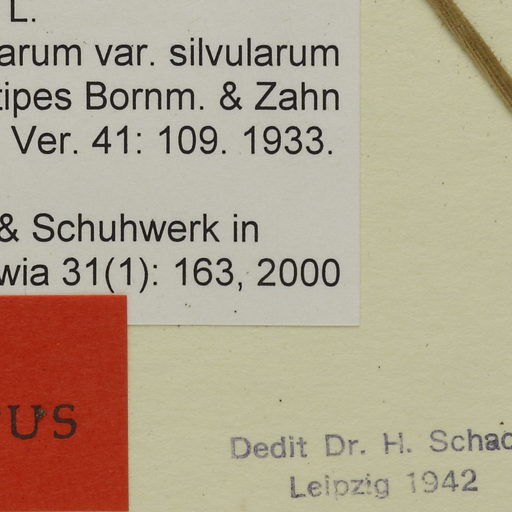 L.
arum var. silvularum
tipes Bornm. & Zahn
Ver. 41: 109. 1933.
& Schuhwerk in
wia 31(1): 163, 2000
US
Dedit Dr. H. Schac
Leipzig 1942